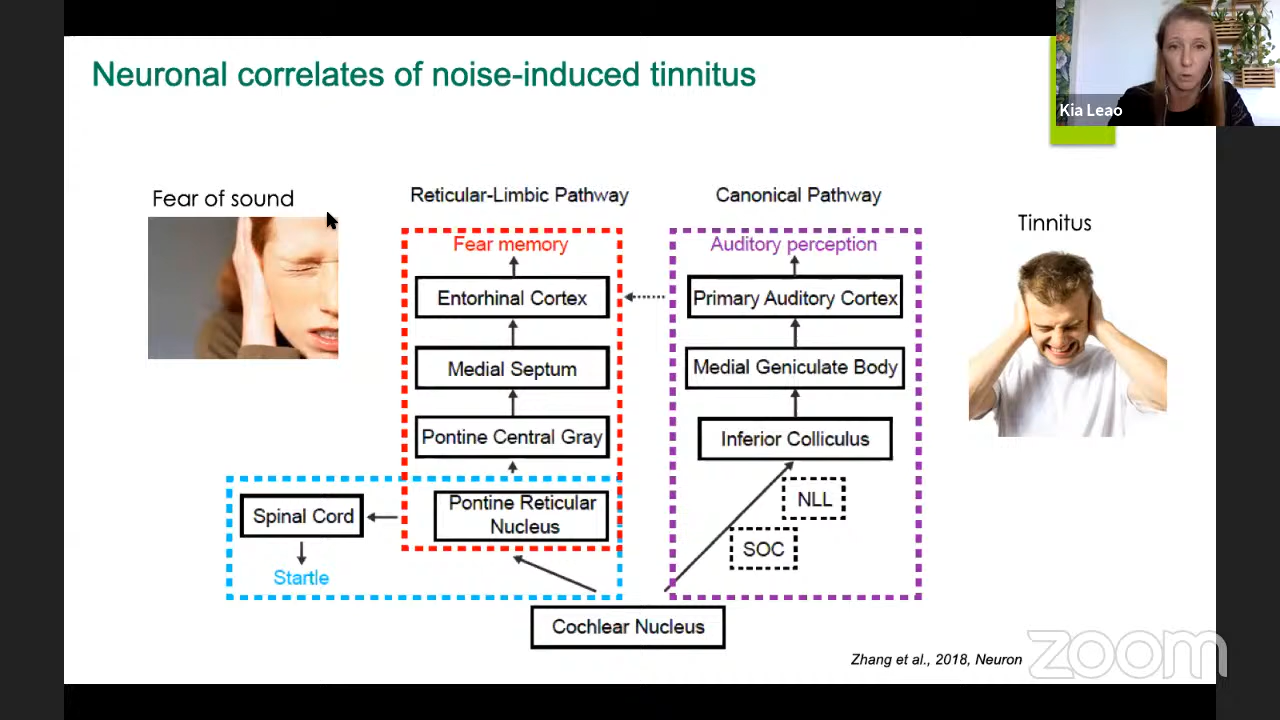 Neuronal correlates of noise-induced tinnitus
Kia Leao
Fear of sound
Reticular-Limbic Pathway
Canonical Pathway
Tinnitus
Fear memory
Auditory perception
Entorhinal Cortex
Primary Auditory Cortex
Medial Septum
Medial Geniculate Body
Pontine Central Gray
Inferior Colliculus
Spinal Cord
Pontine Reticular
Nucleus
NLL
SOC
Startle
Cochlear Nucleus
Zhang et al., 2018, Neuron
zoom